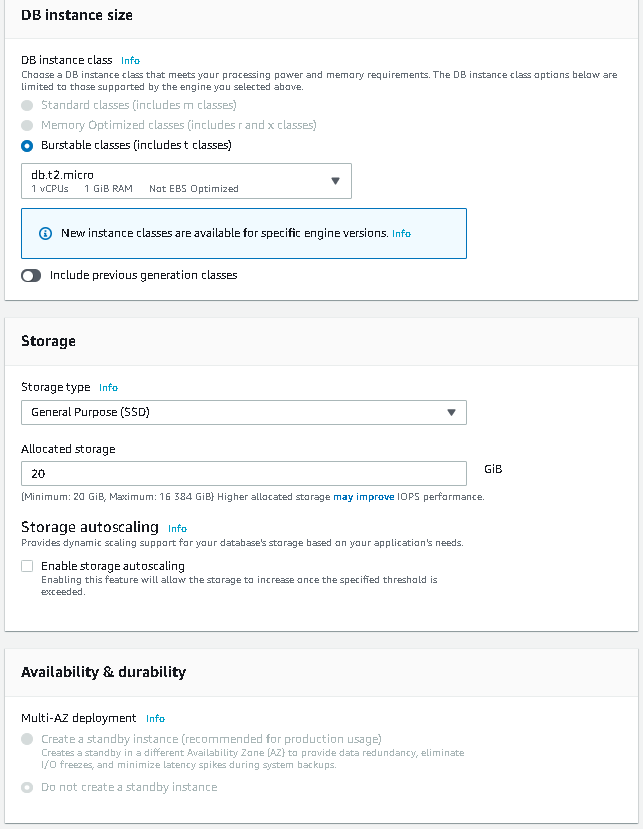 DB instance size
DB instance class Info
Choose a DB instance class that meets your processing power and memory requirements. The DB instance class options below are
limited to those supported by the engine you selected above.
Standard classes (includes m classes)
Memory Optimized classes (includes r and x classes)
Burstable classes (includes t classes)
db.t2.micro
1 vCPUs 1 GiB RAM Not EBS Optimized
New instance classes are available for specific engine versions. Info
Include previous generation classes
Storage
Storage type Info
General Purpose (SSD)
Allocated storage
20 GiB
(Minimum: 20 GiB, Maximum: 16 384 GiB) Higher allocated storage may improve IOPS performance.
Storage autoscaling Info
Provides dynamic scaling support for your database's storage based on your application's needs.
Enable storage autoscaling
Enabling this feature will allow the storage to increase once the specified threshold is
exceeded.
Availability & durability
Multi-AZ deployment Info
Create a standby instance (recommended for production usage)
Creates a standby in a different Availability Zone (AZ) to provide data redundancy, eliminate
I/O freezes, and minimize latency spikes during system backups.
Do not create a standby instance